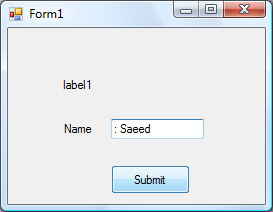 Form1
label1
Name : Saeed
Submit